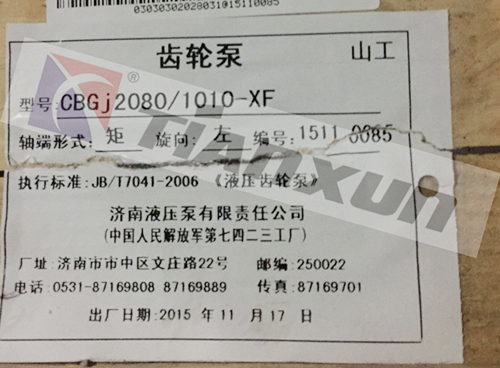 03030302028031@15110085
齿轮泵 山工
型号:CBGj2080/1010-XF
轴端形式: 矩 旋向: 左 编号: 1511 0085
执行标准:JB/T7041-2006 《液压齿轮泵》
济南液压泵有限责任公司
(中国人民解放军第七四二三工厂)
厂址:济南市市中区文庄路22号 邮编:250022
电话:0531-87169808 87169889 传真:87169701
出厂日期:2015 年 11 月 17 日
® Tianxun